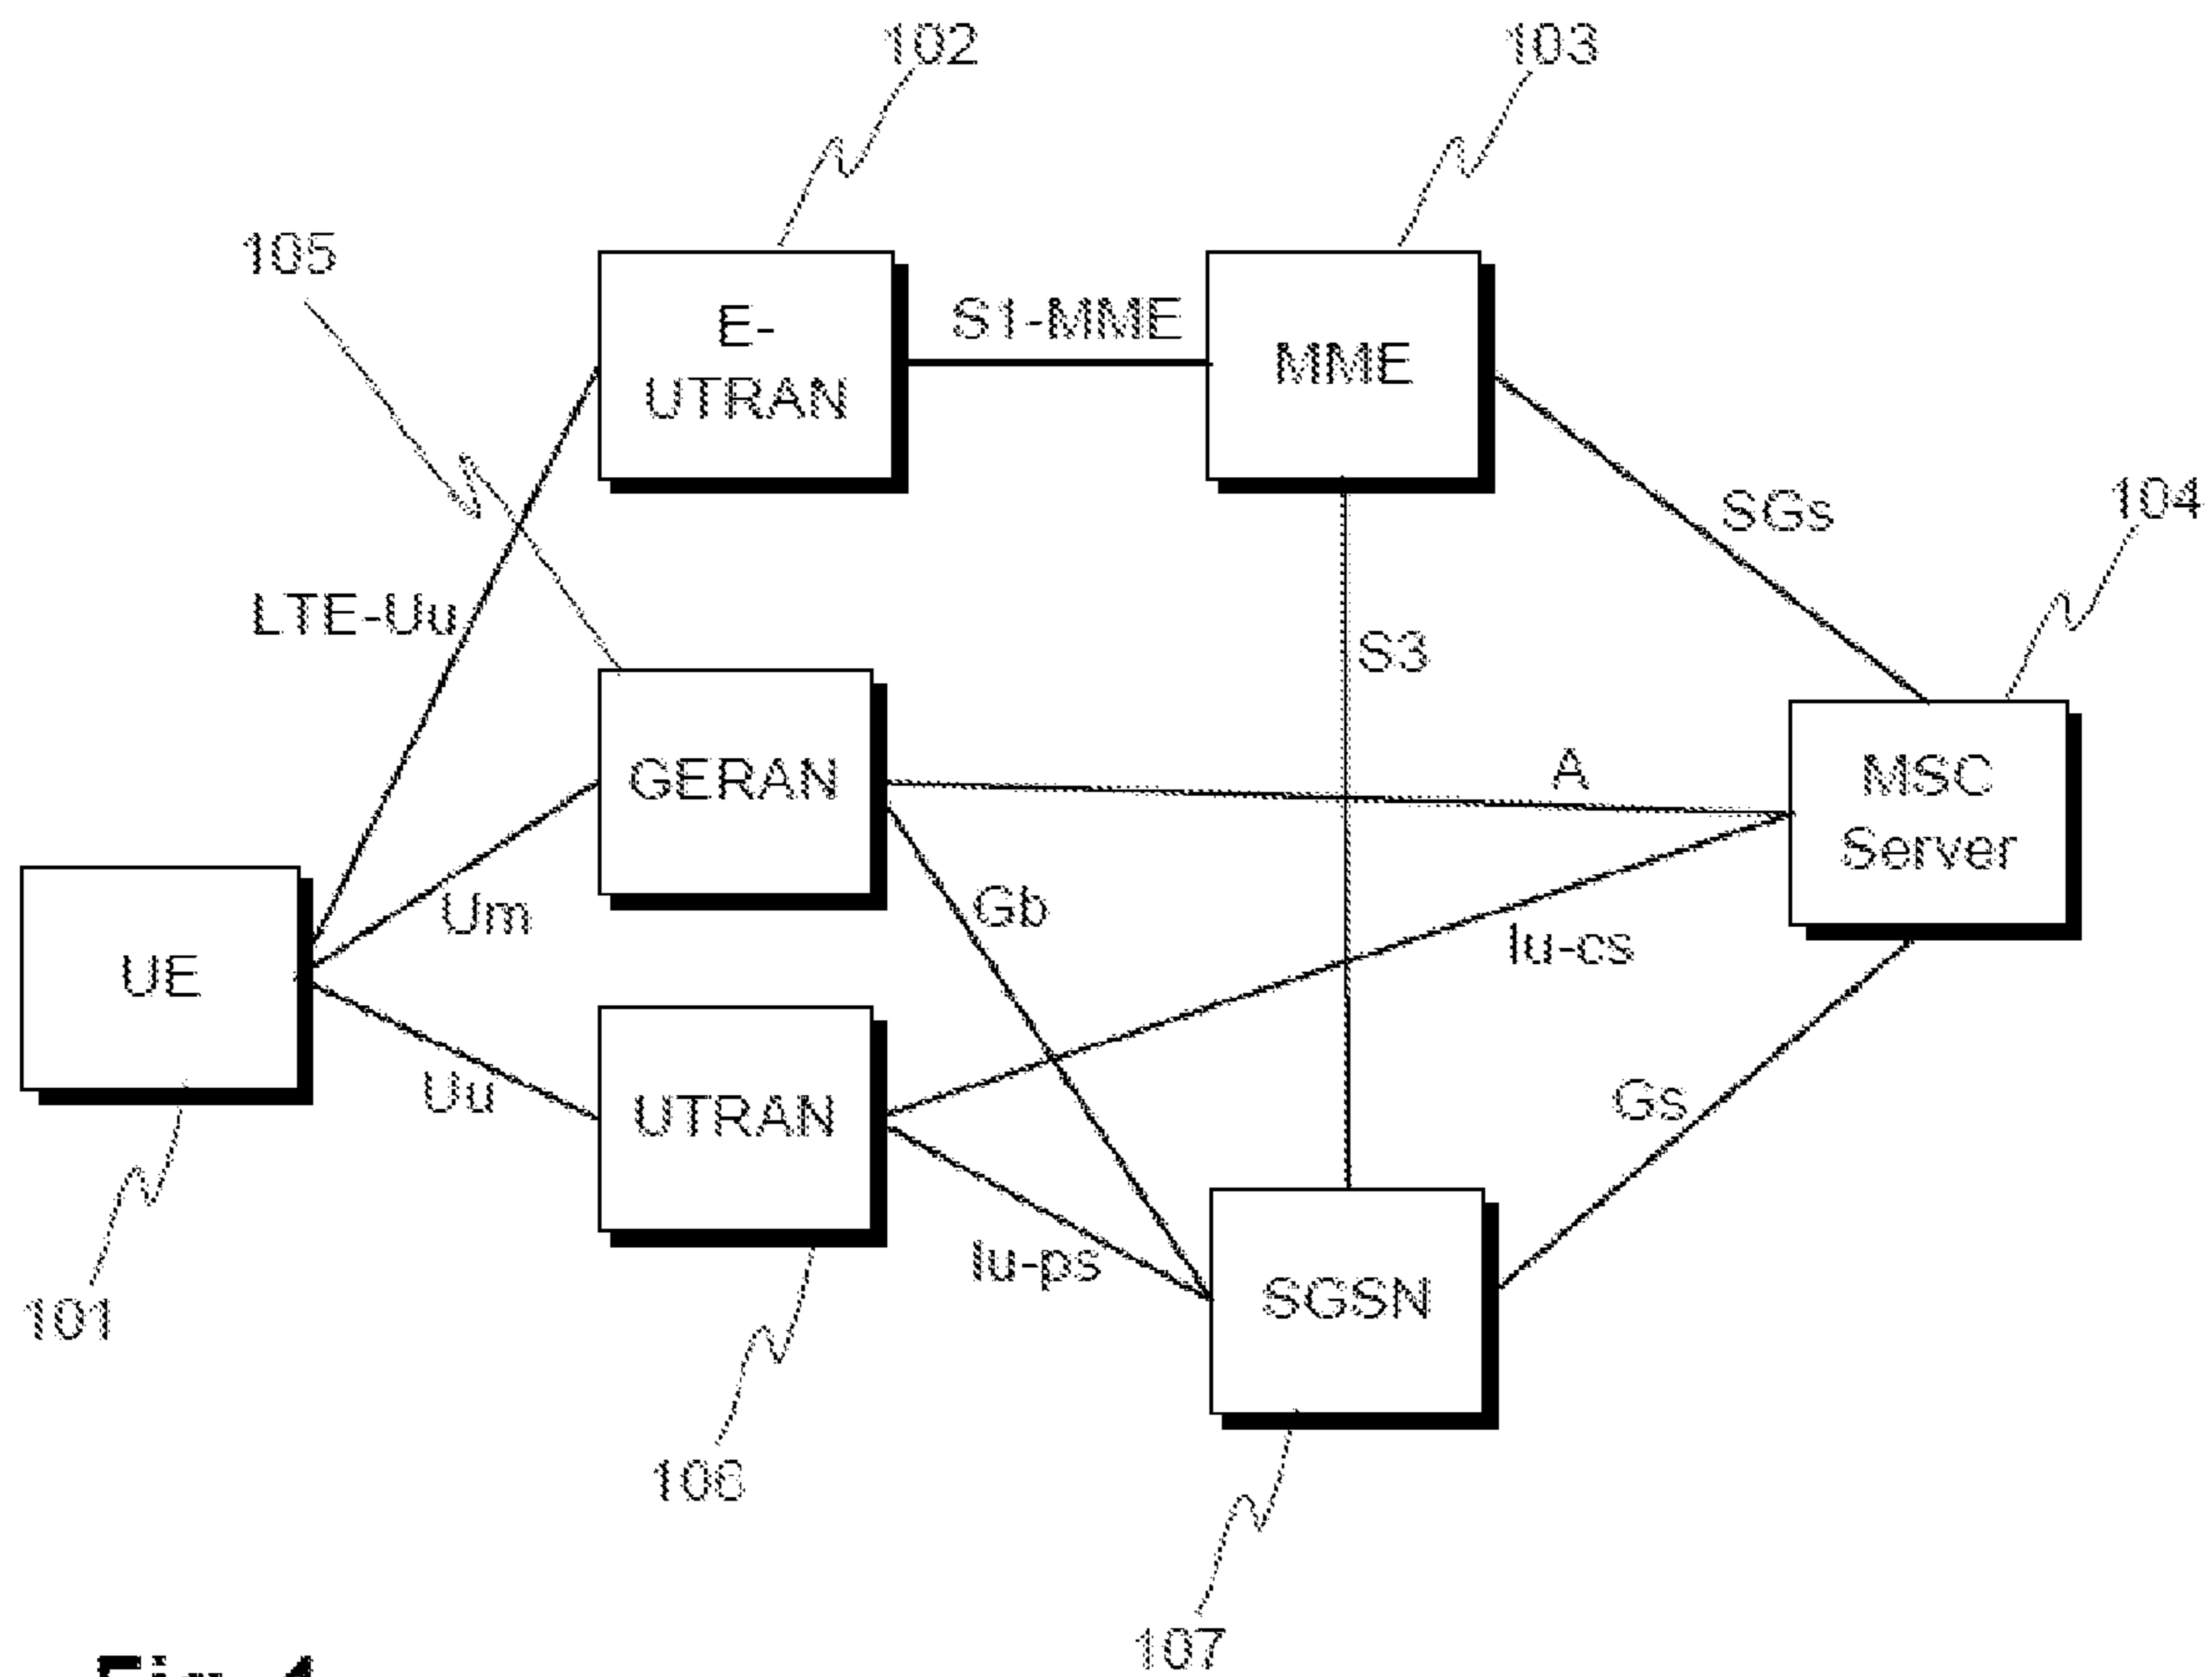 102
103
105
E-
UTRAN
S1-MME
MME
SGs
104
LTE-Uu
S3
GERAN
A
MSC
Server
Um
Gb
Iu-cs
UE
Uu
UTRAN
Gs
Iu-ps
SGSN
101
106
107